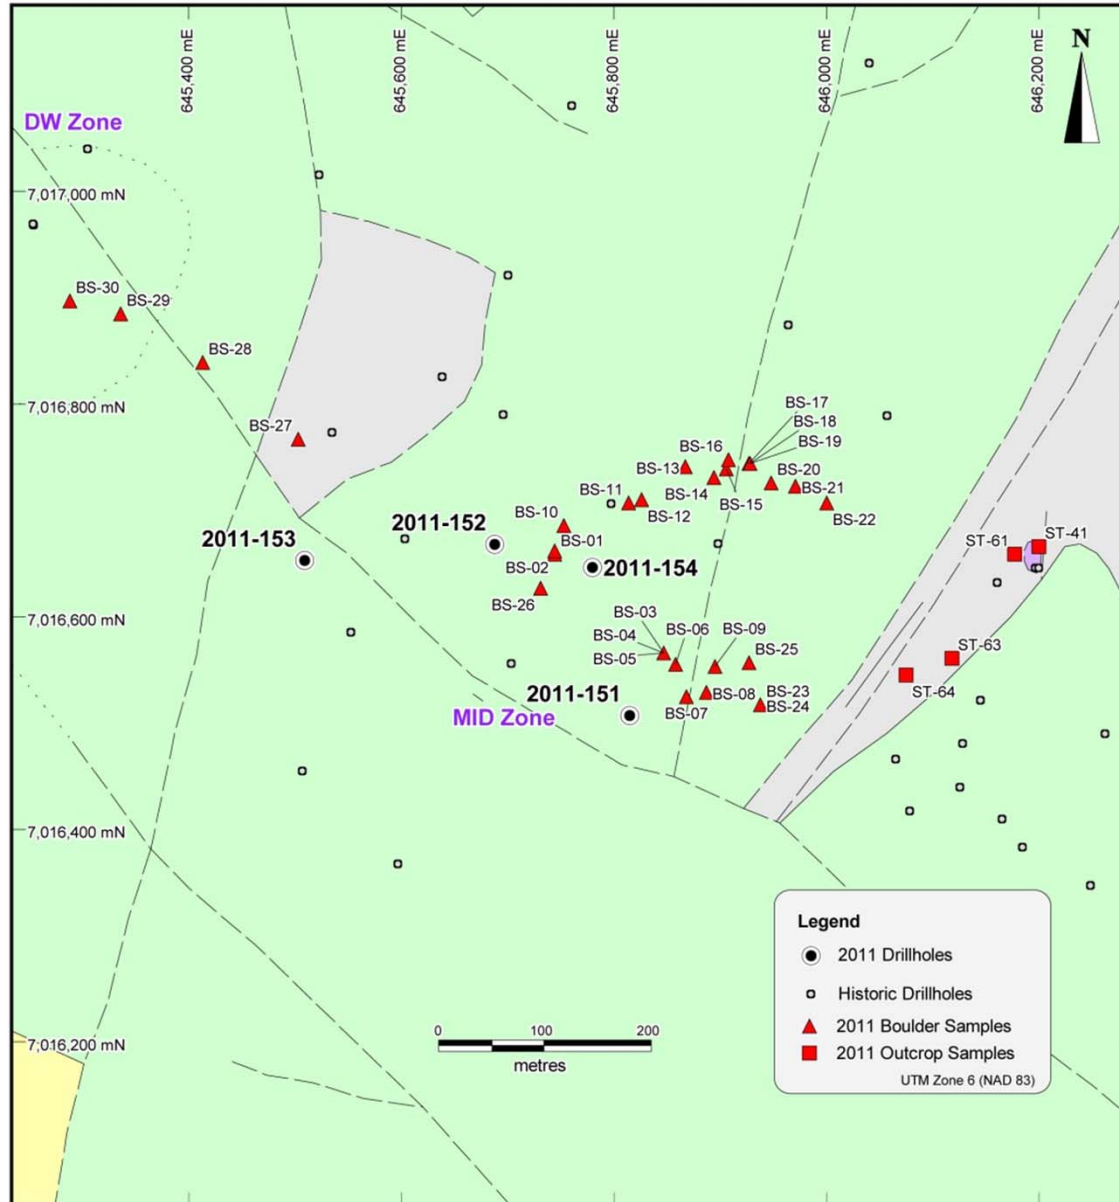 645,400 mE
645,600 mE
645,800 mE
646,000 mE
646,200 mE
N
DW Zone
7,017,000 mN
BS-30
BS-29
BS-28
7,016,800 mN
BS-27
BS-17
BS-18
BS-19
BS-16
BS-13
BS-20
BS-11
BS-14
BS-21
BS-15
BS-12
BS-22
BS-10
2011-152
2011-153
BS-01
ST-41
ST-61
BS-02
2011-154
BS-26
7,016,600 mN
BS-03
BS-04
BS-06
BS-09
BS-05
BS-25
ST-63
ST-64
2011-151
BS-08
BS-23
BS-24
BS-07
MID Zone
7,016,400 mN
Legend
2011 Drillholes
Historic Drillholes
2011 Boulder Samples
2011 Outcrop Samples
UTM Zone 6 (NAD 83)
7,016,200 mN
0 100 200
metres